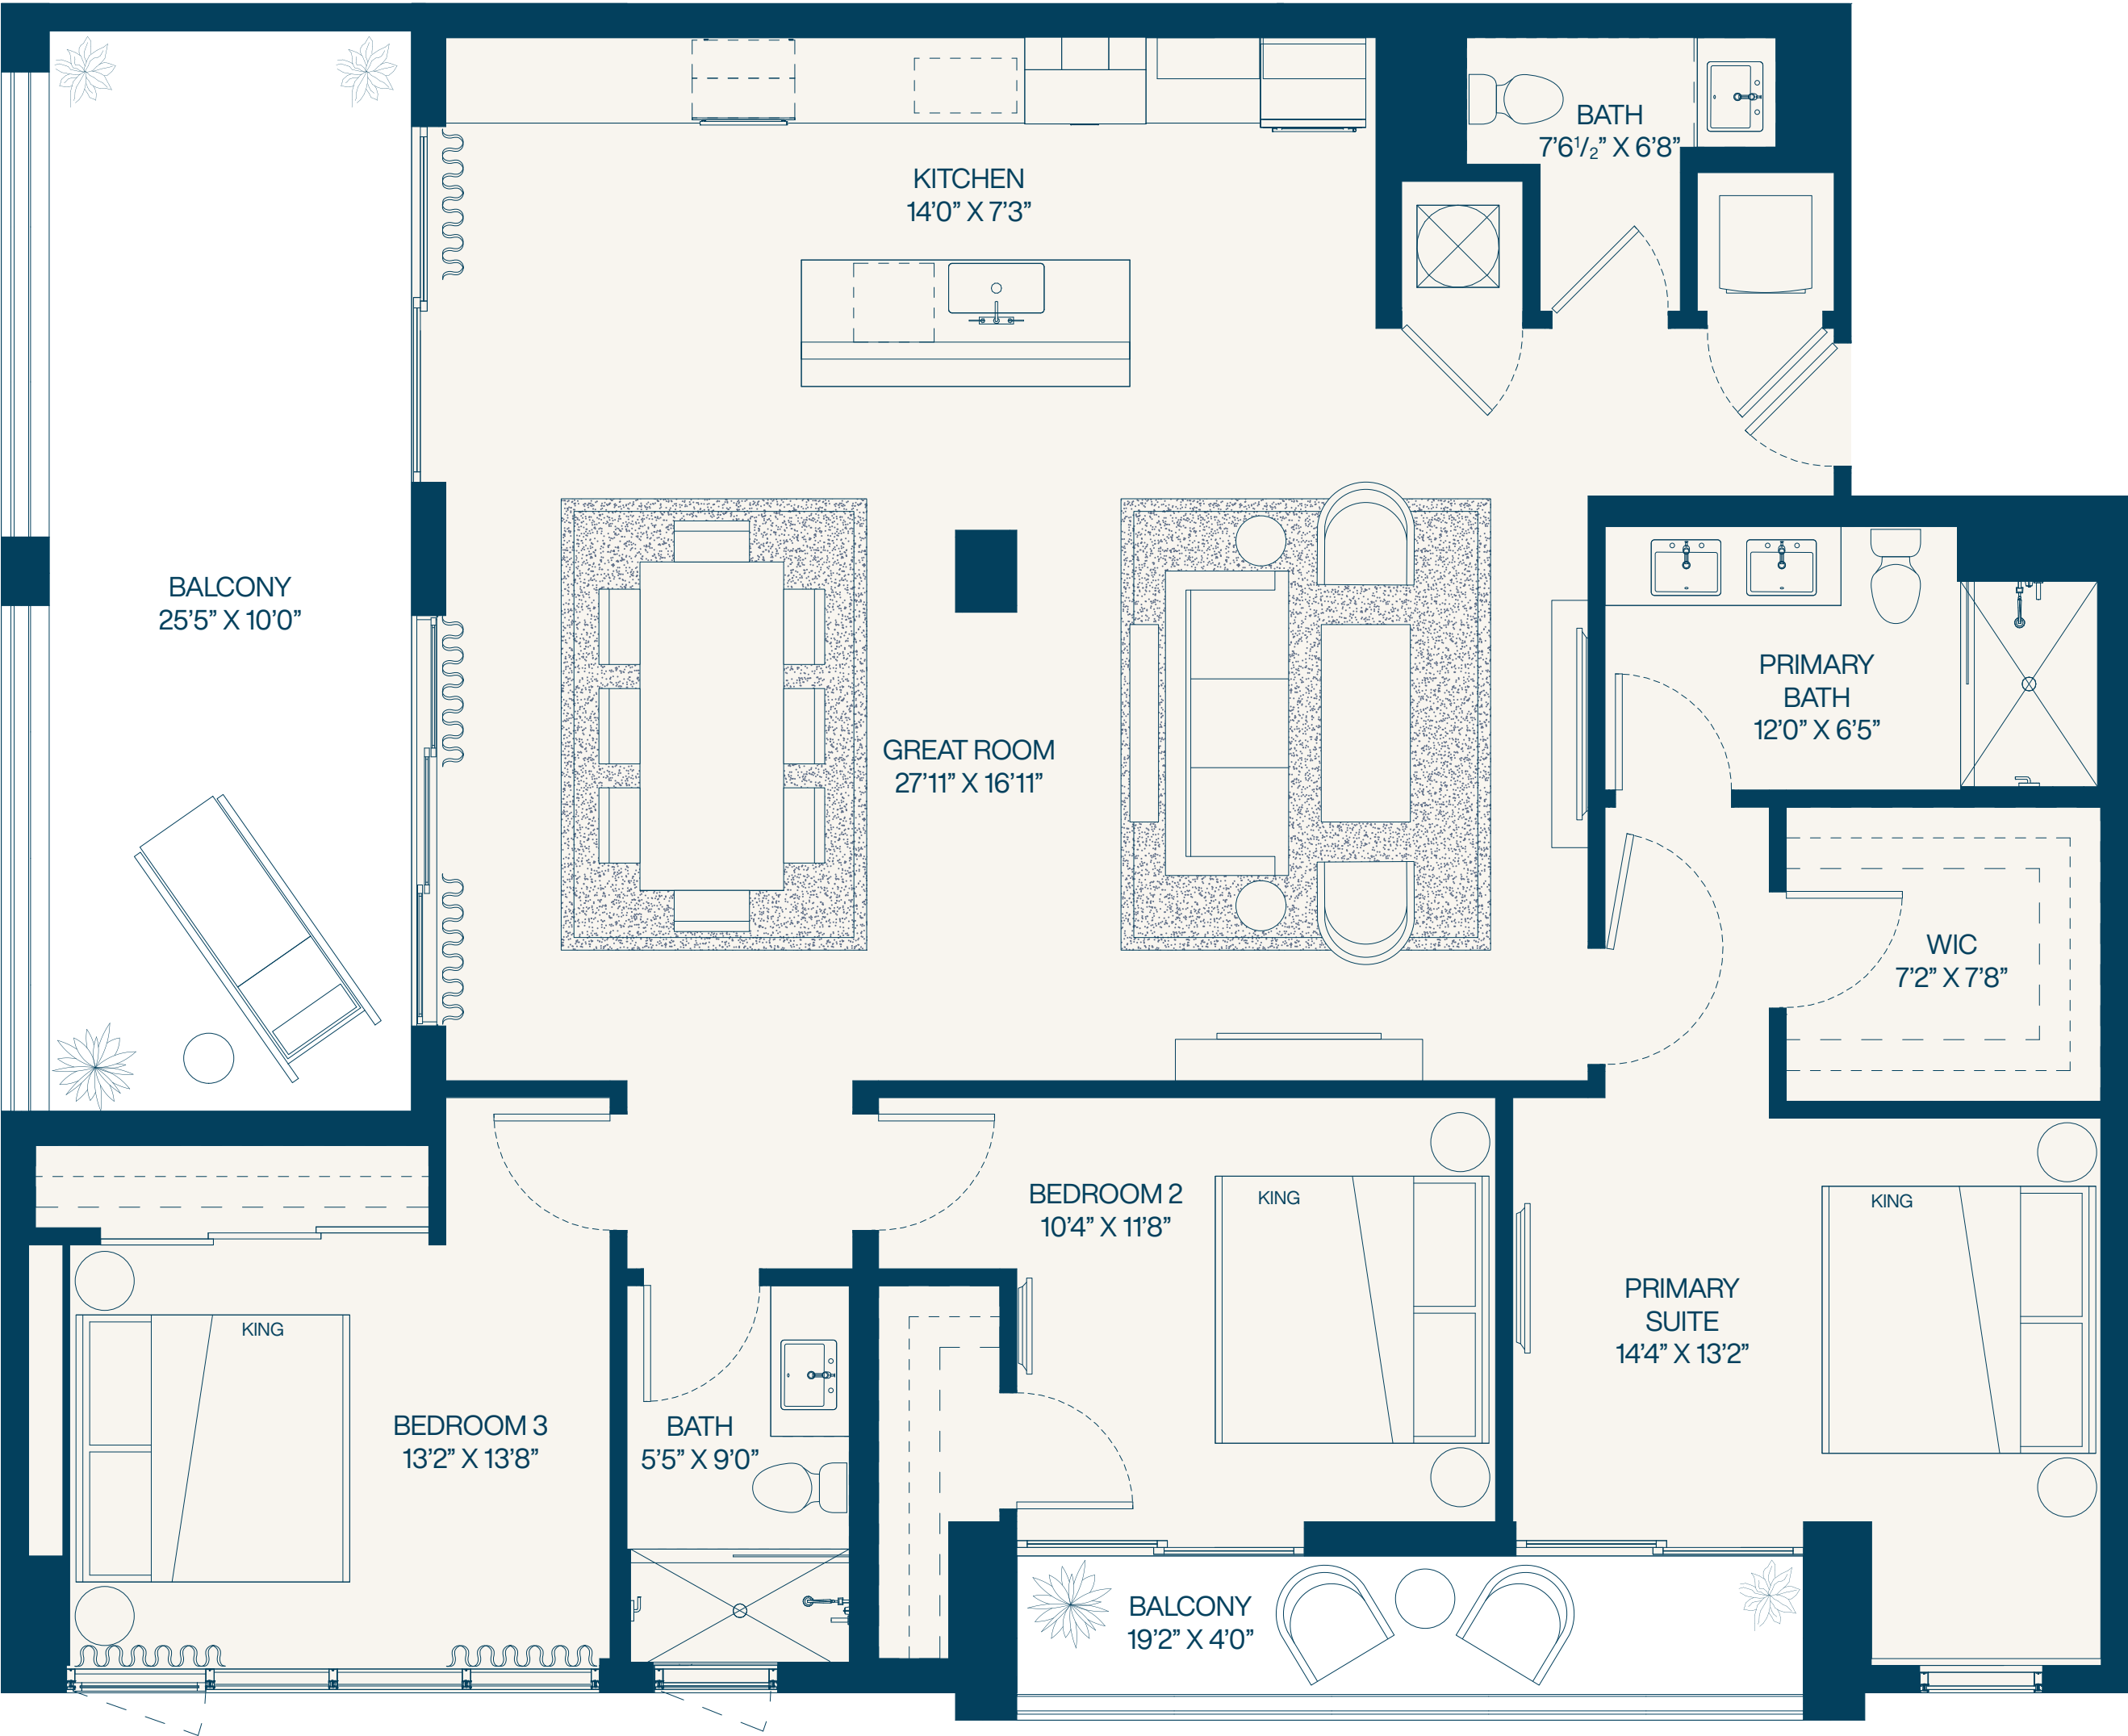 BATH
7’6¹/₂” X 6’8”
KITCHEN
14’0” X 7’3”
BALCONY
25’5” X 10’0”
PRIMARY
BATH
12’0” X 6’5”
GREAT ROOM
27’11” X 16’11”
WIC
7’2” X 7’8”
BEDROOM 2
10’4” X 11’8”
KING
KING
PRIMARY
SUITE
14’4” X 13’2”
KING
BEDROOM 3
13’2” X 13’8”
BATH
5’5” X 9’0”
BALCONY
19’2” X 4’0”